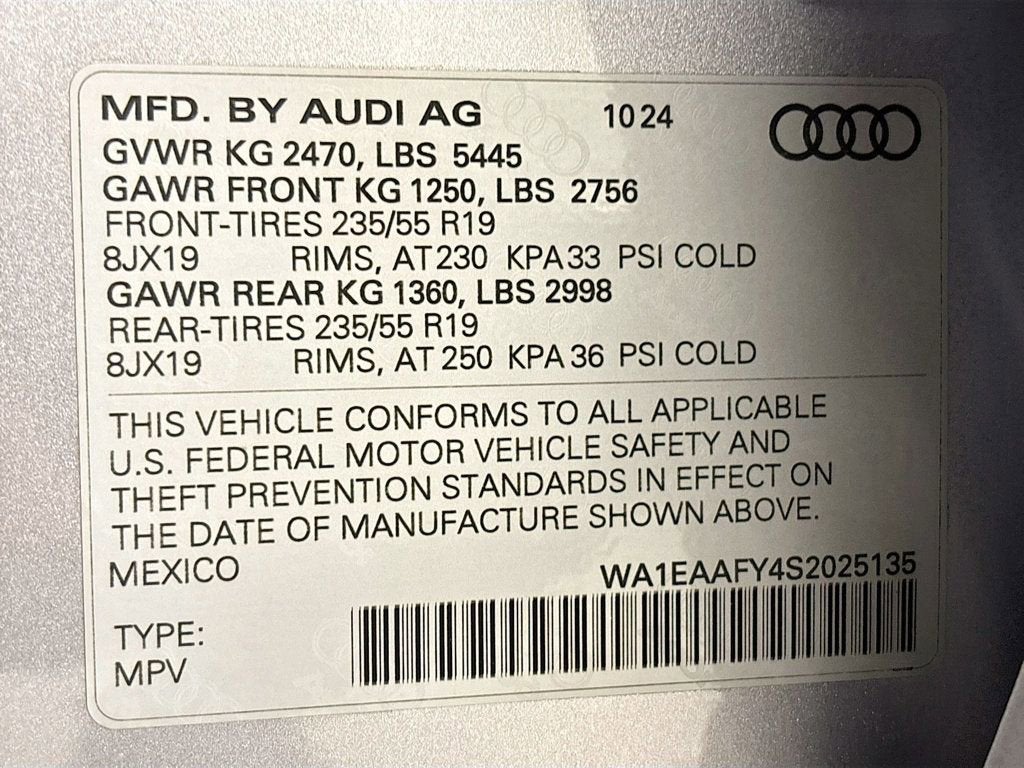 MFD. BY AUDI AG 1024
GVWR KG 2470, LBS 5445
GAWR FRONT KG 1250, LBS 2756
FRONT-TIRES 235/55 R19
8JX19 RIMS, AT 230 KPA 33 PSI COLD
GAWR REAR KG 1360, LBS 2998
REAR-TIRES 235/55 R19
8JX19 RIMS, AT 250 KPA 36 PSI COLD
THIS VEHICLE CONFORMS TO ALL APPLICABLE
U.S. FEDERAL MOTOR VEHICLE SAFETY AND
THEFT PREVENTION STANDARDS IN EFFECT ON
THE DATE OF MANUFACTURE SHOWN ABOVE.
MEXICO WA1EAAFY4S2025135
TYPE:
MPV